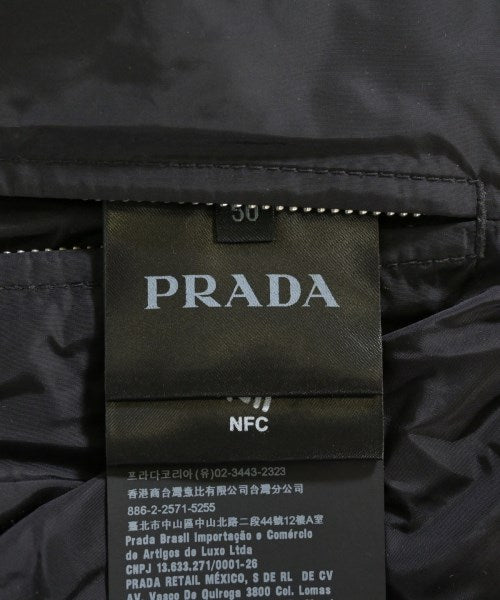 50
PRADA
NFC
프라다코리아(유)02-3443-2323
香港商台灣意比有限公司台灣分公司
886-2-2571-5255
臺北市中山區中山北路二段44號12樓A室
Prada Brasil Importação e Comércio
de Artigos de Luxo Ltda
CNPJ 13.633.271/0001-26
PRADA RETAIL MÉXICO, S DE RL DE CV
AV. Vasco De Quiroga 3800 Col. Lomas